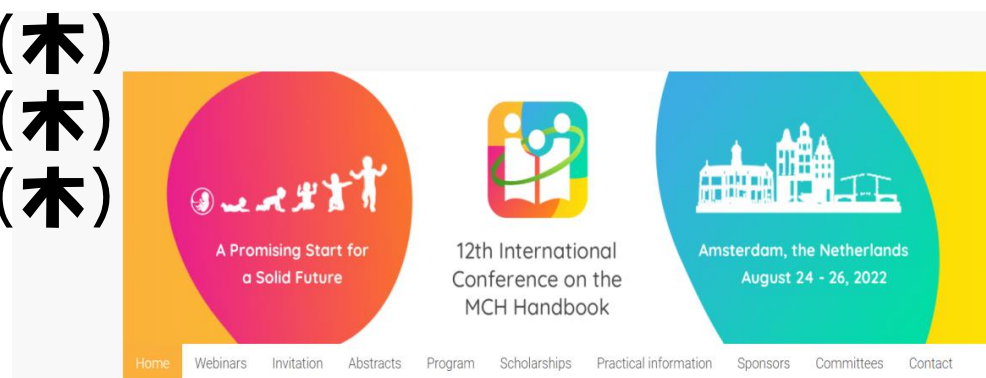 (木)
(木)
(木)
A Promising Start for
a Solid Future
12th International
Conference on the
MCH Handbook
Amsterdam, the Netherlands
August 24 - 26, 2022
Home Webinars Invitation Abstracts Program Scholarships Practical information Sponsors Committees Contact